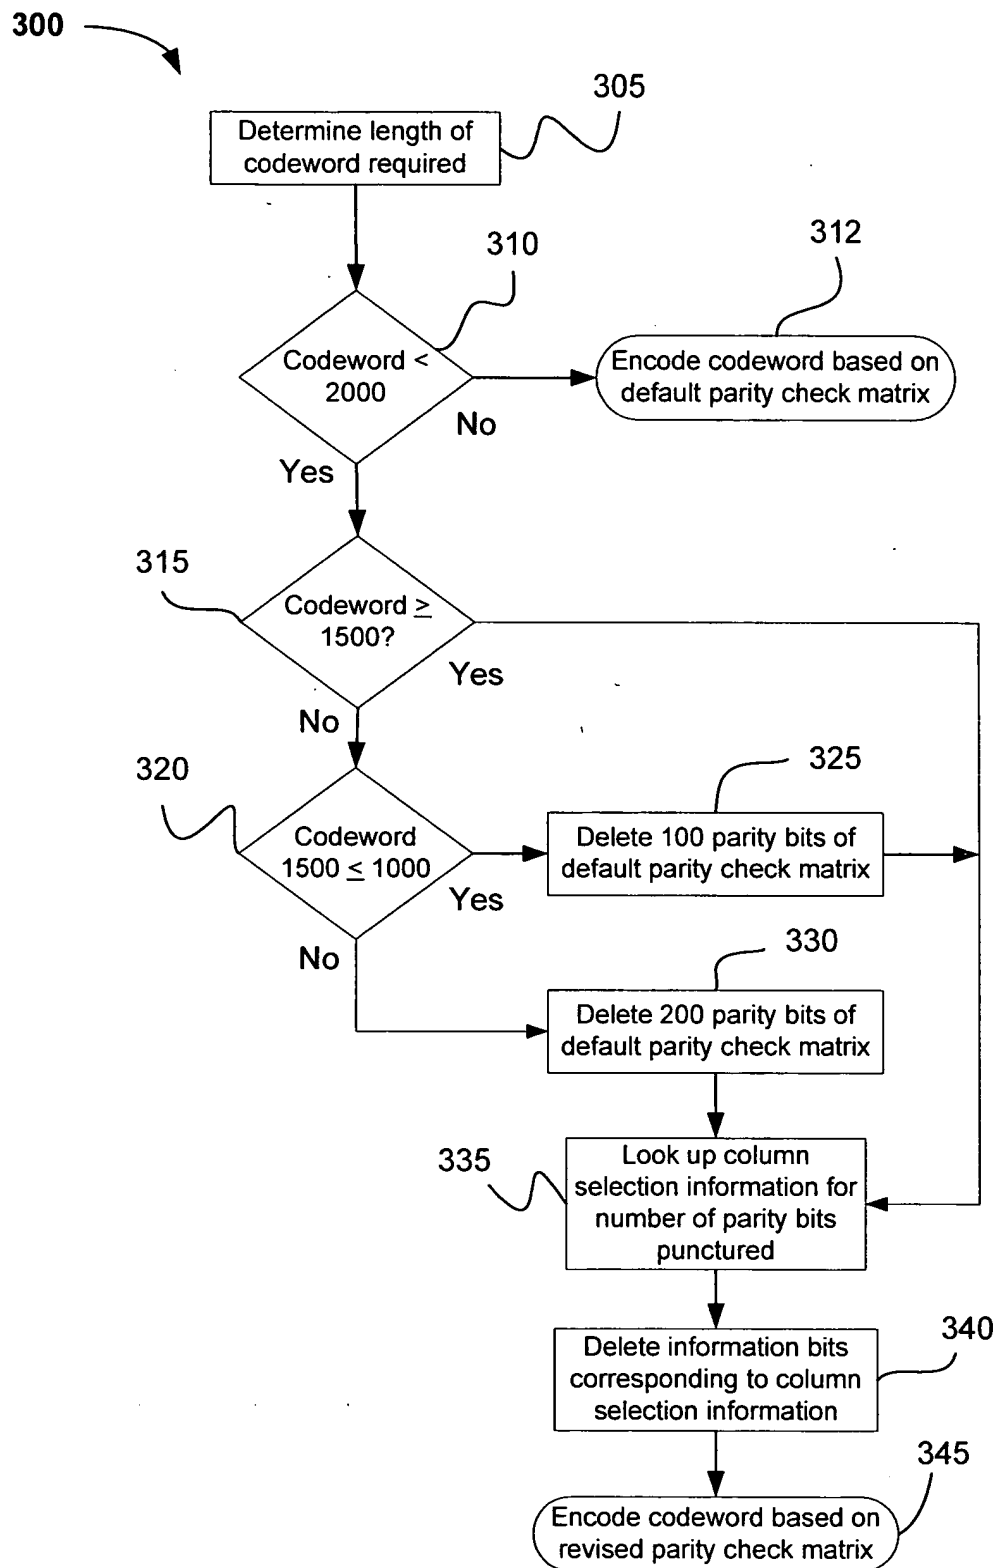 300
305
Determine length of
codeword required
310
312
Codeword <
2000
Encode codeword based on
default parity check matrix
No
Yes
315
Codeword ≥
1500?
Yes
No
320
325
Codeword
1500 ≤ 1000
Delete 100 parity bits of
default parity check matrix
Yes
No
330
Delete 200 parity bits of
default parity check matrix
335
Look up column
selection information for
number of parity bits
punctured
340
Delete information bits
corresponding to column
selection information
345
Encode codeword based on
revised parity check matrix